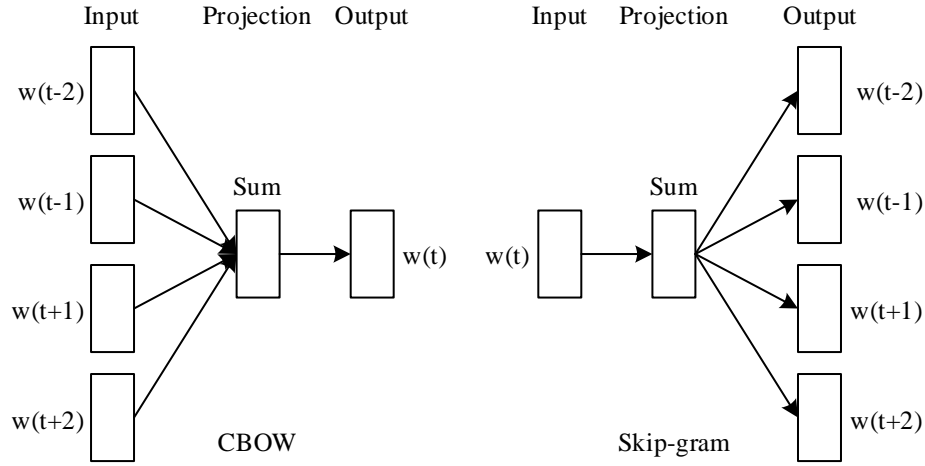 Input Projection Output
w(t-2)
w(t-1)
Sum
w(t)
w(t+1)
w(t+2)
CBOW
Input Projection Output
w(t-2)
w(t-1)
Sum
w(t)
w(t+1)
w(t+2)
Skip-gram